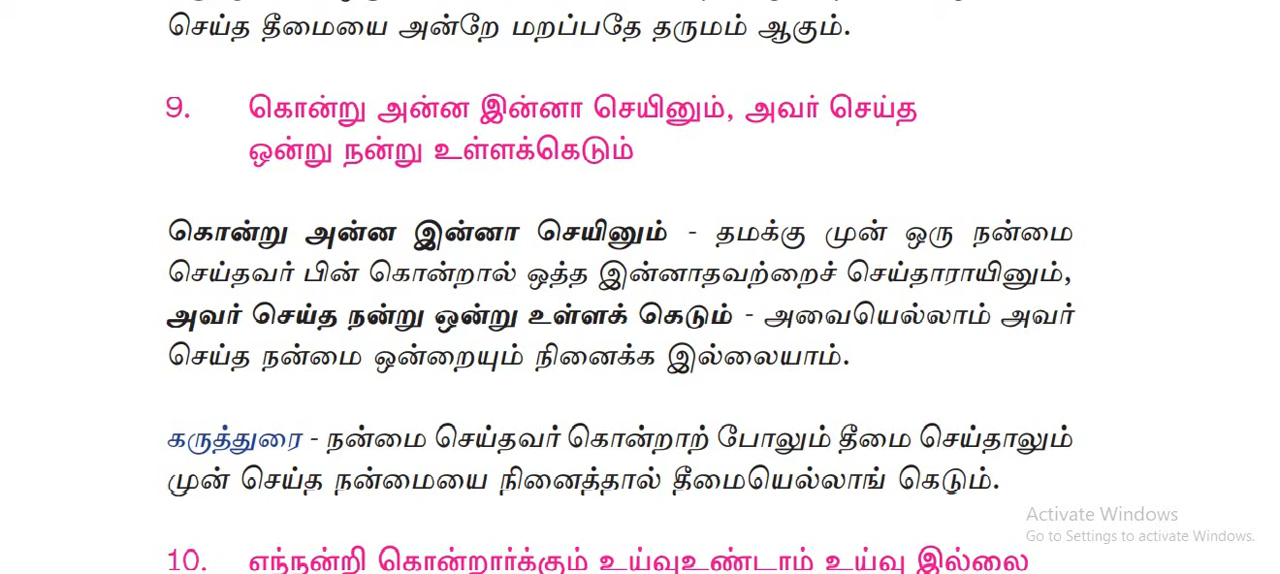 செய்த தீமையை அன்றே மறப்பதே தருமம் ஆகும்.
9. கொன்று அன்ன இன்னா செயினும், அவர் செய்த
ஒன்று நன்று உள்ளக்கெடும்
கொன்று அன்ன இன்னா செயினும் - தமக்கு முன் ஒரு நன்மை
செய்தவர் பின் கொன்றால் ஒத்த இன்னாதவற்றைச் செய்தாராயினும்,
அவர் செய்த நன்று ஒன்று உள்ளக் கெடும் - அவையெல்லாம் அவர்
செய்த நன்மை ஒன்றையும் நினைக்க இல்லையாம்.
கருத்துரை - நன்மை செய்தவர் கொன்றாற் போலும் தீமை செய்தாலும்
முன் செய்த நன்மையை நினைத்தால் தீமையெல்லாங் கெடும்.
Activate Windows
Go to Settings to activate Windows.
10. எந்நன்றி கொன்றார்க்கும் உய்வுஉண்டாம் உய்வு இல்லை